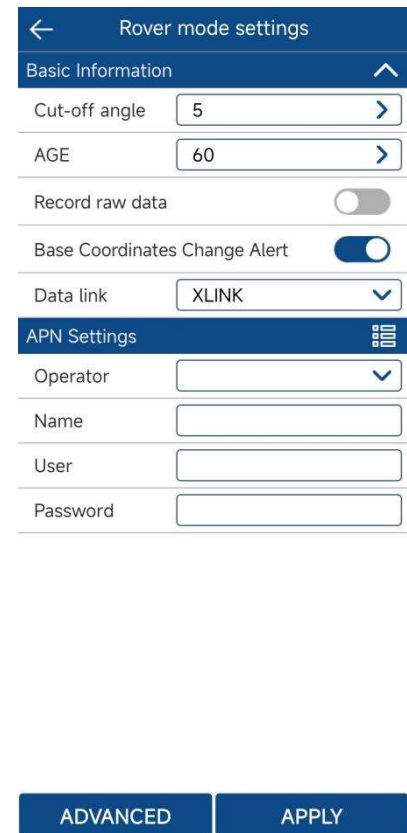 Rover mode settings
Basic Information
Cut-off angle 5
AGE 60
Record raw data
Base Coordinates Change Alert
Data link XLINK
APN Settings
Operator
Name
User
Password
ADVANCED APPLY